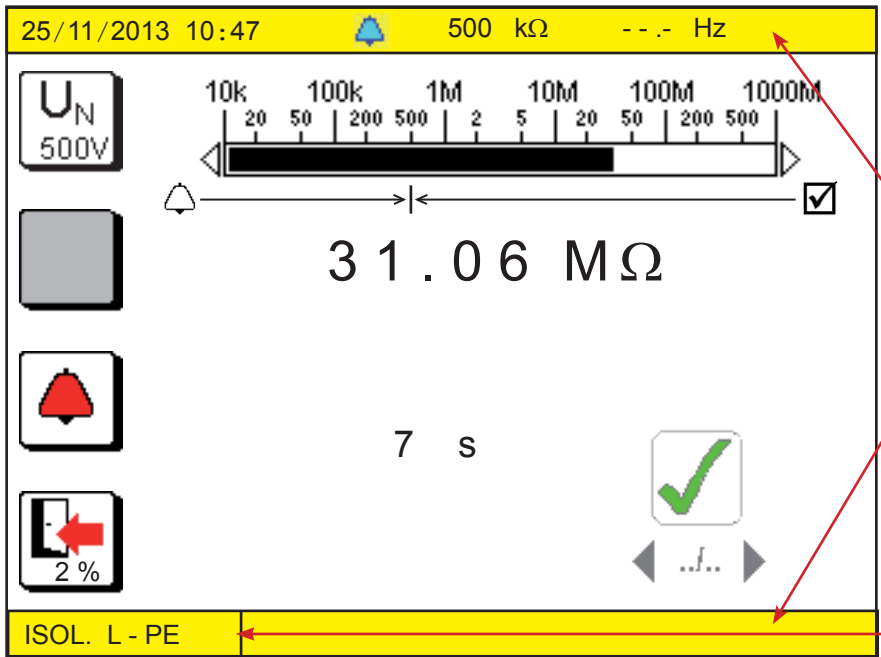 25/11/2013 10:47 500 kΩ - - .- Hz
U_N
500V
10k 100k 1M 10M 100M 1000M
20 50 200 500 2 5 20 50 200 500
31.06 MΩ
7 s
2 %
../..
ISOL. L - PE